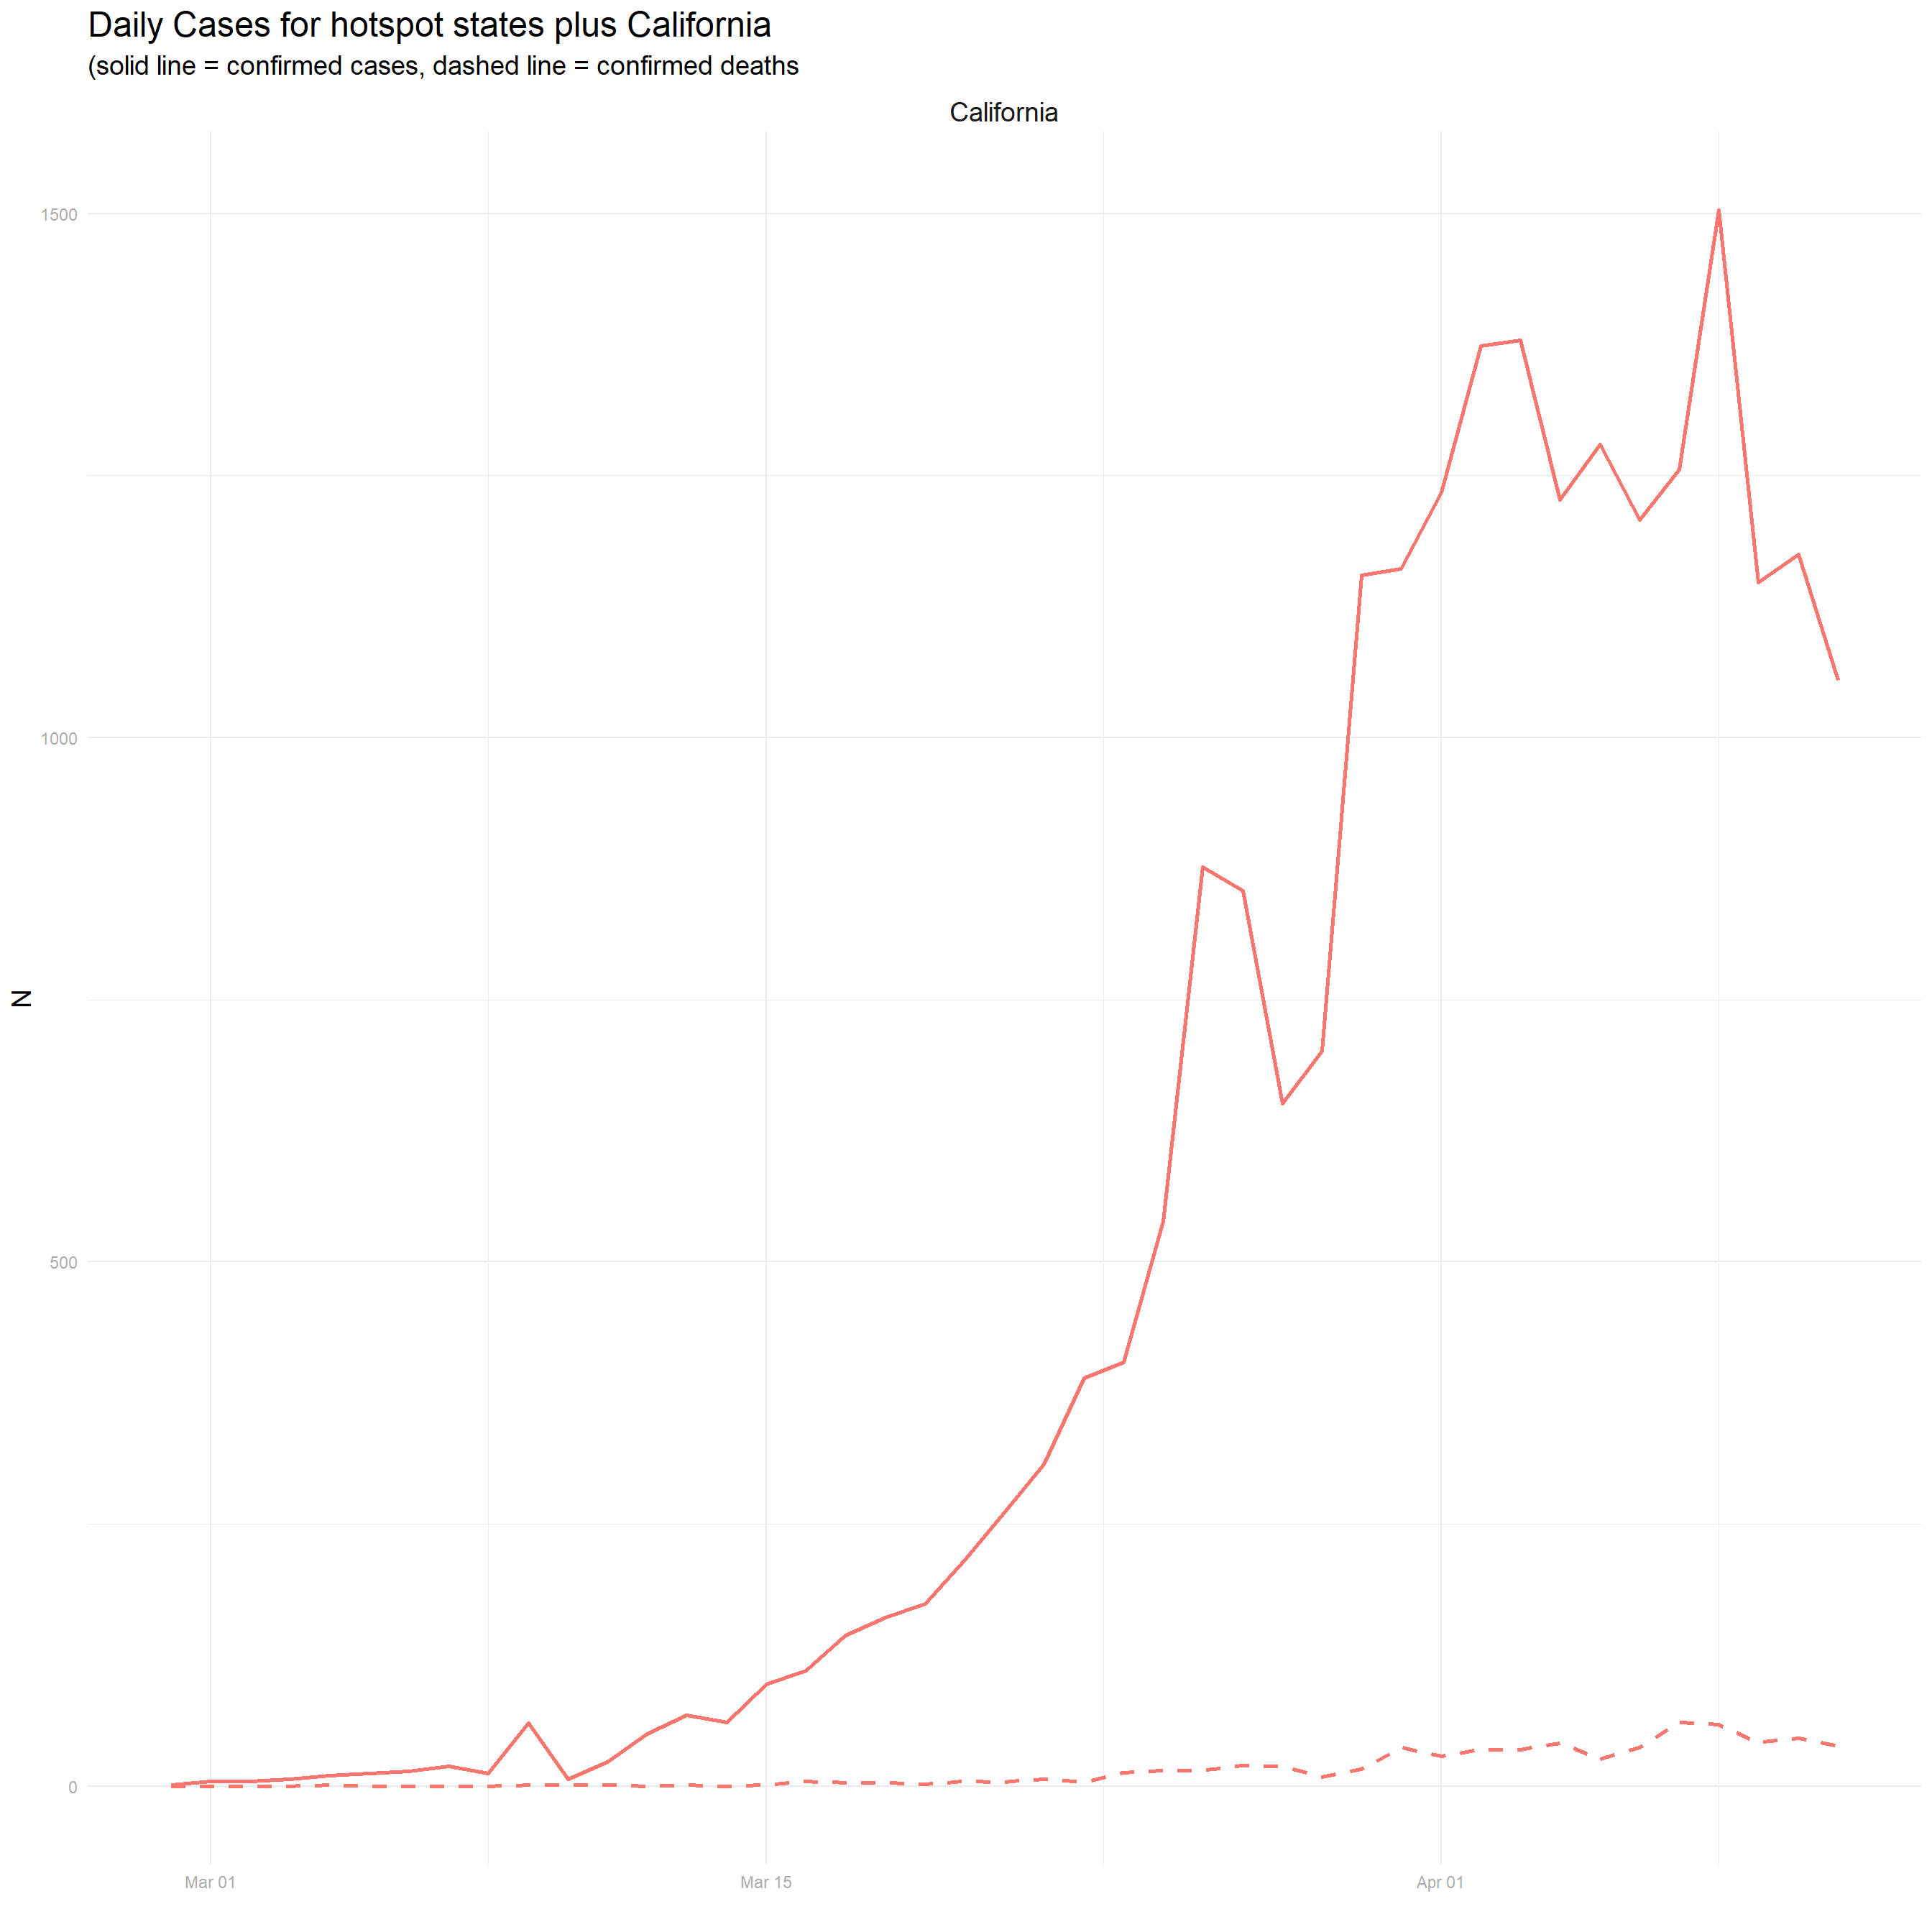 Daily Cases for hotspot states plus California
(solid line = confirmed cases, dashed line = confirmed deaths
California
1500
1000
N
500
0
Mar 01
Mar 15
Apr 01